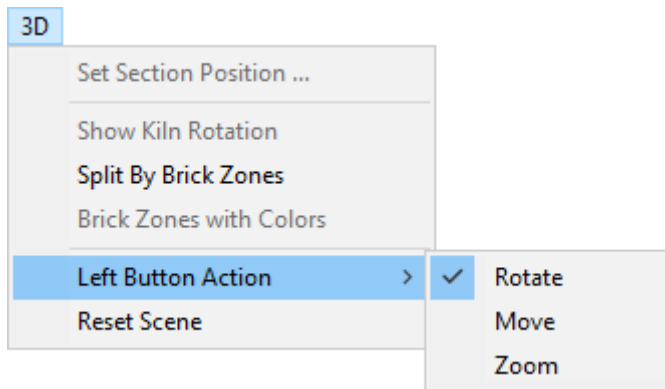 3D
Set Section Position ...
Show Kiln Rotation
Split By Brick Zones
Brick Zones with Colors
Left Button Action
Rotate
Reset Scene
Move
Zoom